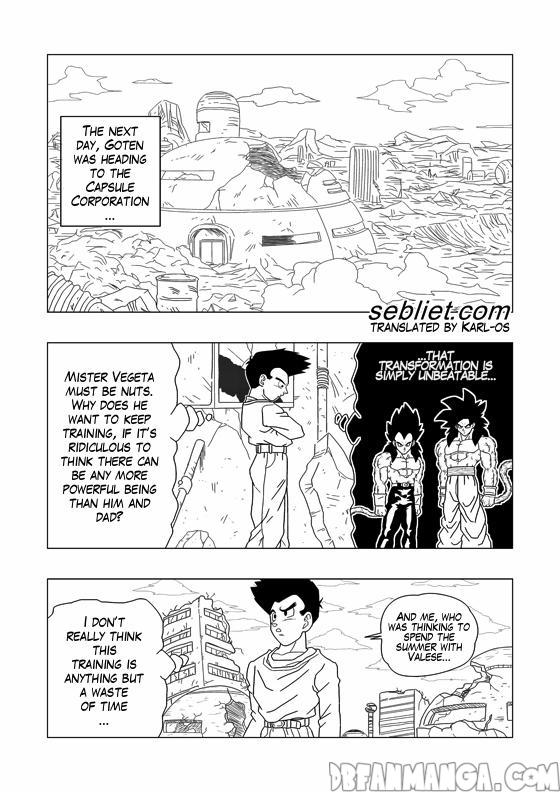 THE NEXT
DAY, GOTEN
WAS HEADING
TO THE
CAPSULE
CORPORATION
...
sebliet.com
TRANSLATED BY KARL-OS
MISTER VEGETA
MUST BE NUTS.
WHY DOES HE
WANT TO KEEP
TRAINING, IF IT'S
RIDICULOUS TO
THINK THERE CAN
BE ANY MORE
POWERFUL BEING
THAN HIM AND
DAD?
...THAT
TRANSFORMATION IS
SIMPLY UNBEATABLE...
I DON'T
REALLY THINK
THIS
TRAINING IS
ANYTHING BUT
A WASTE
OF TIME
...
AND ME, WHO
WAS THINKING TO
SPEND THE
SUMMER WITH
VALESE...
DBFANMANGA.COM